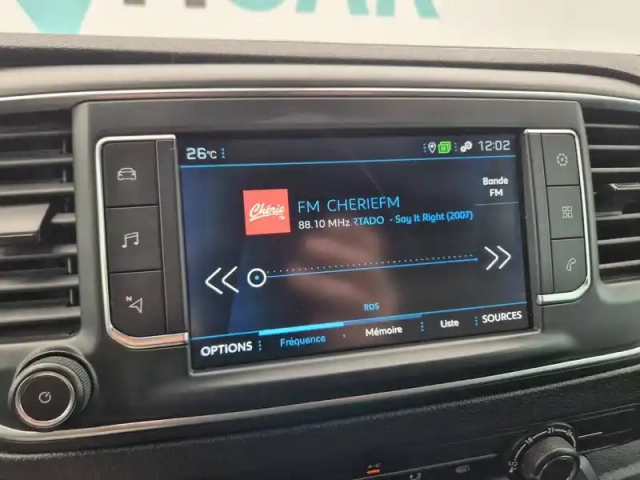 26°C
12:02
Chérie
FM
FM CHERIEFM
88.10 MHz RTADO - Say It Right (2007)
Bande
FM
N
RDS
OPTIONS
Fréquence
Mémoire
Liste
SOURCES
A/C